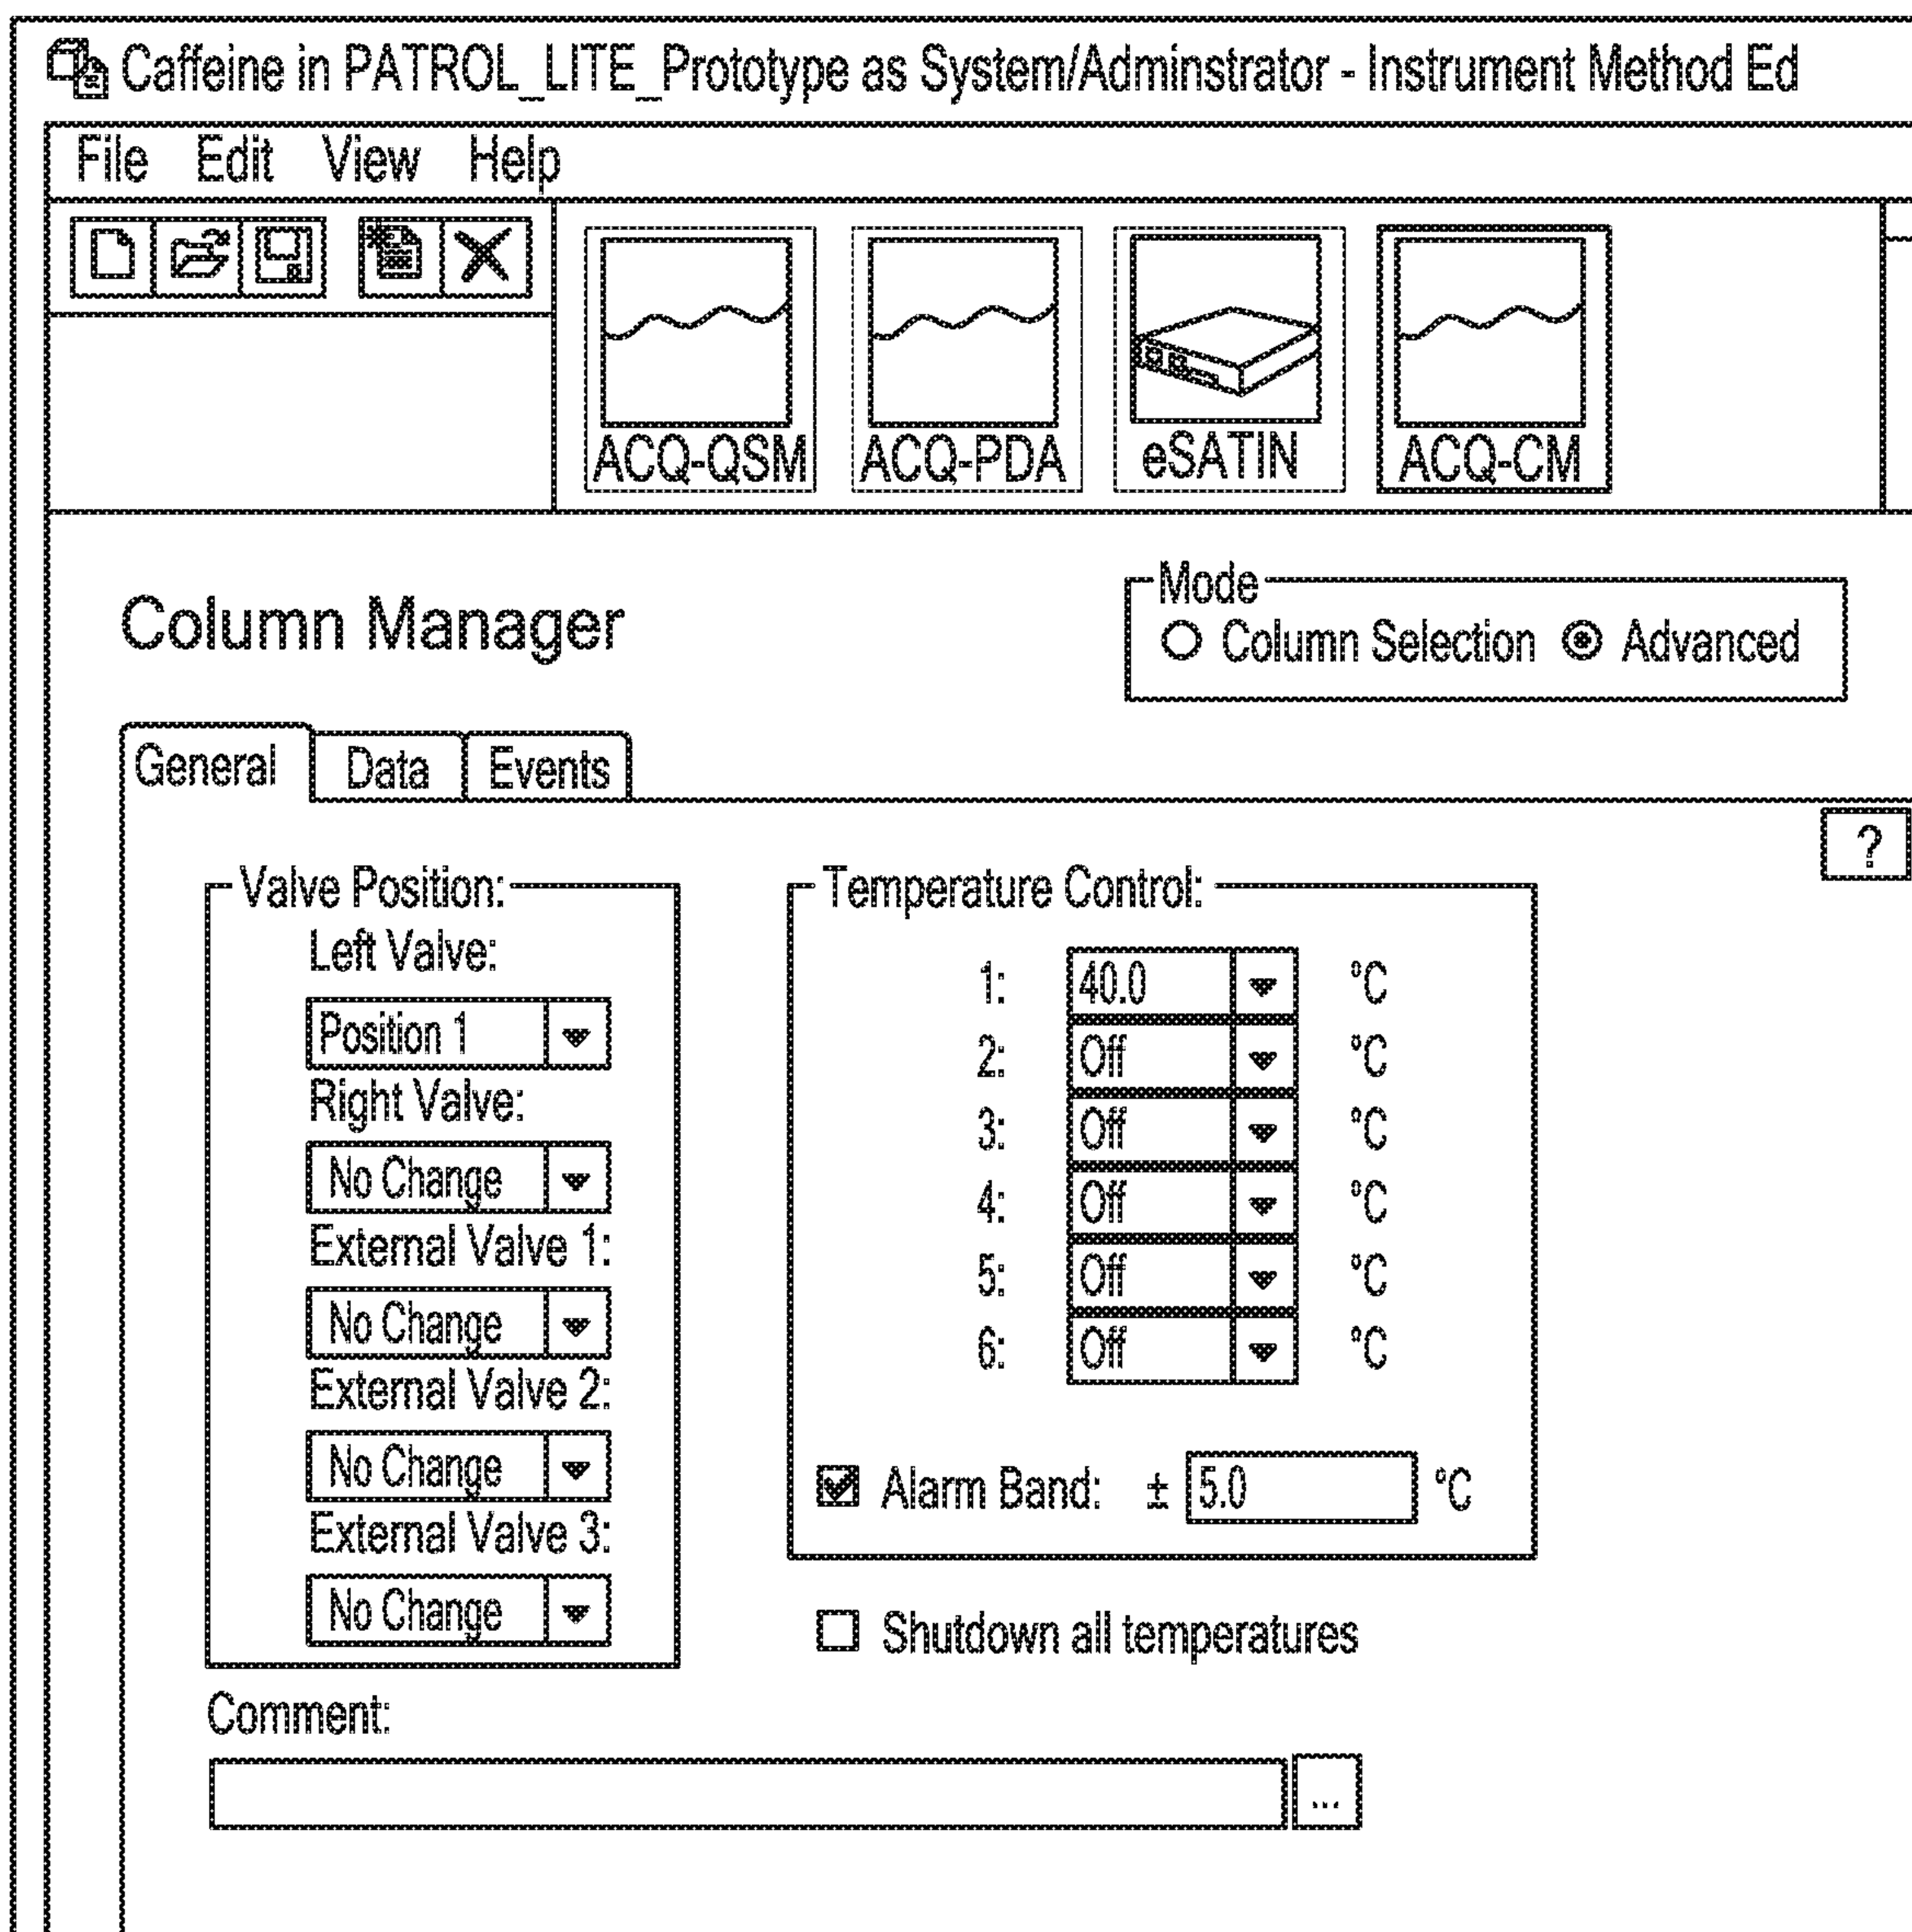 Caffeine in PATROL_LITE_Prototype as System/Adminstrator - Instrument Method Ed
File Edit View Help
ACQ-QSM ACQ-PDA eSATIN ACQ-CM
Column Manager
Mode
Column Selection Advanced
General Data Events
?
Valve Position:
Left Valve:
Position 1
Right Valve:
No Change
External Valve 1:
No Change
External Valve 2:
No Change
External Valve 3:
No Change
Temperature Control:
1: 40.0 °C
2: Off °C
3: Off °C
4: Off °C
5: Off °C
6: Off °C
Alarm Band: ± 5.0 °C
Shutdown all temperatures
Comment:
...